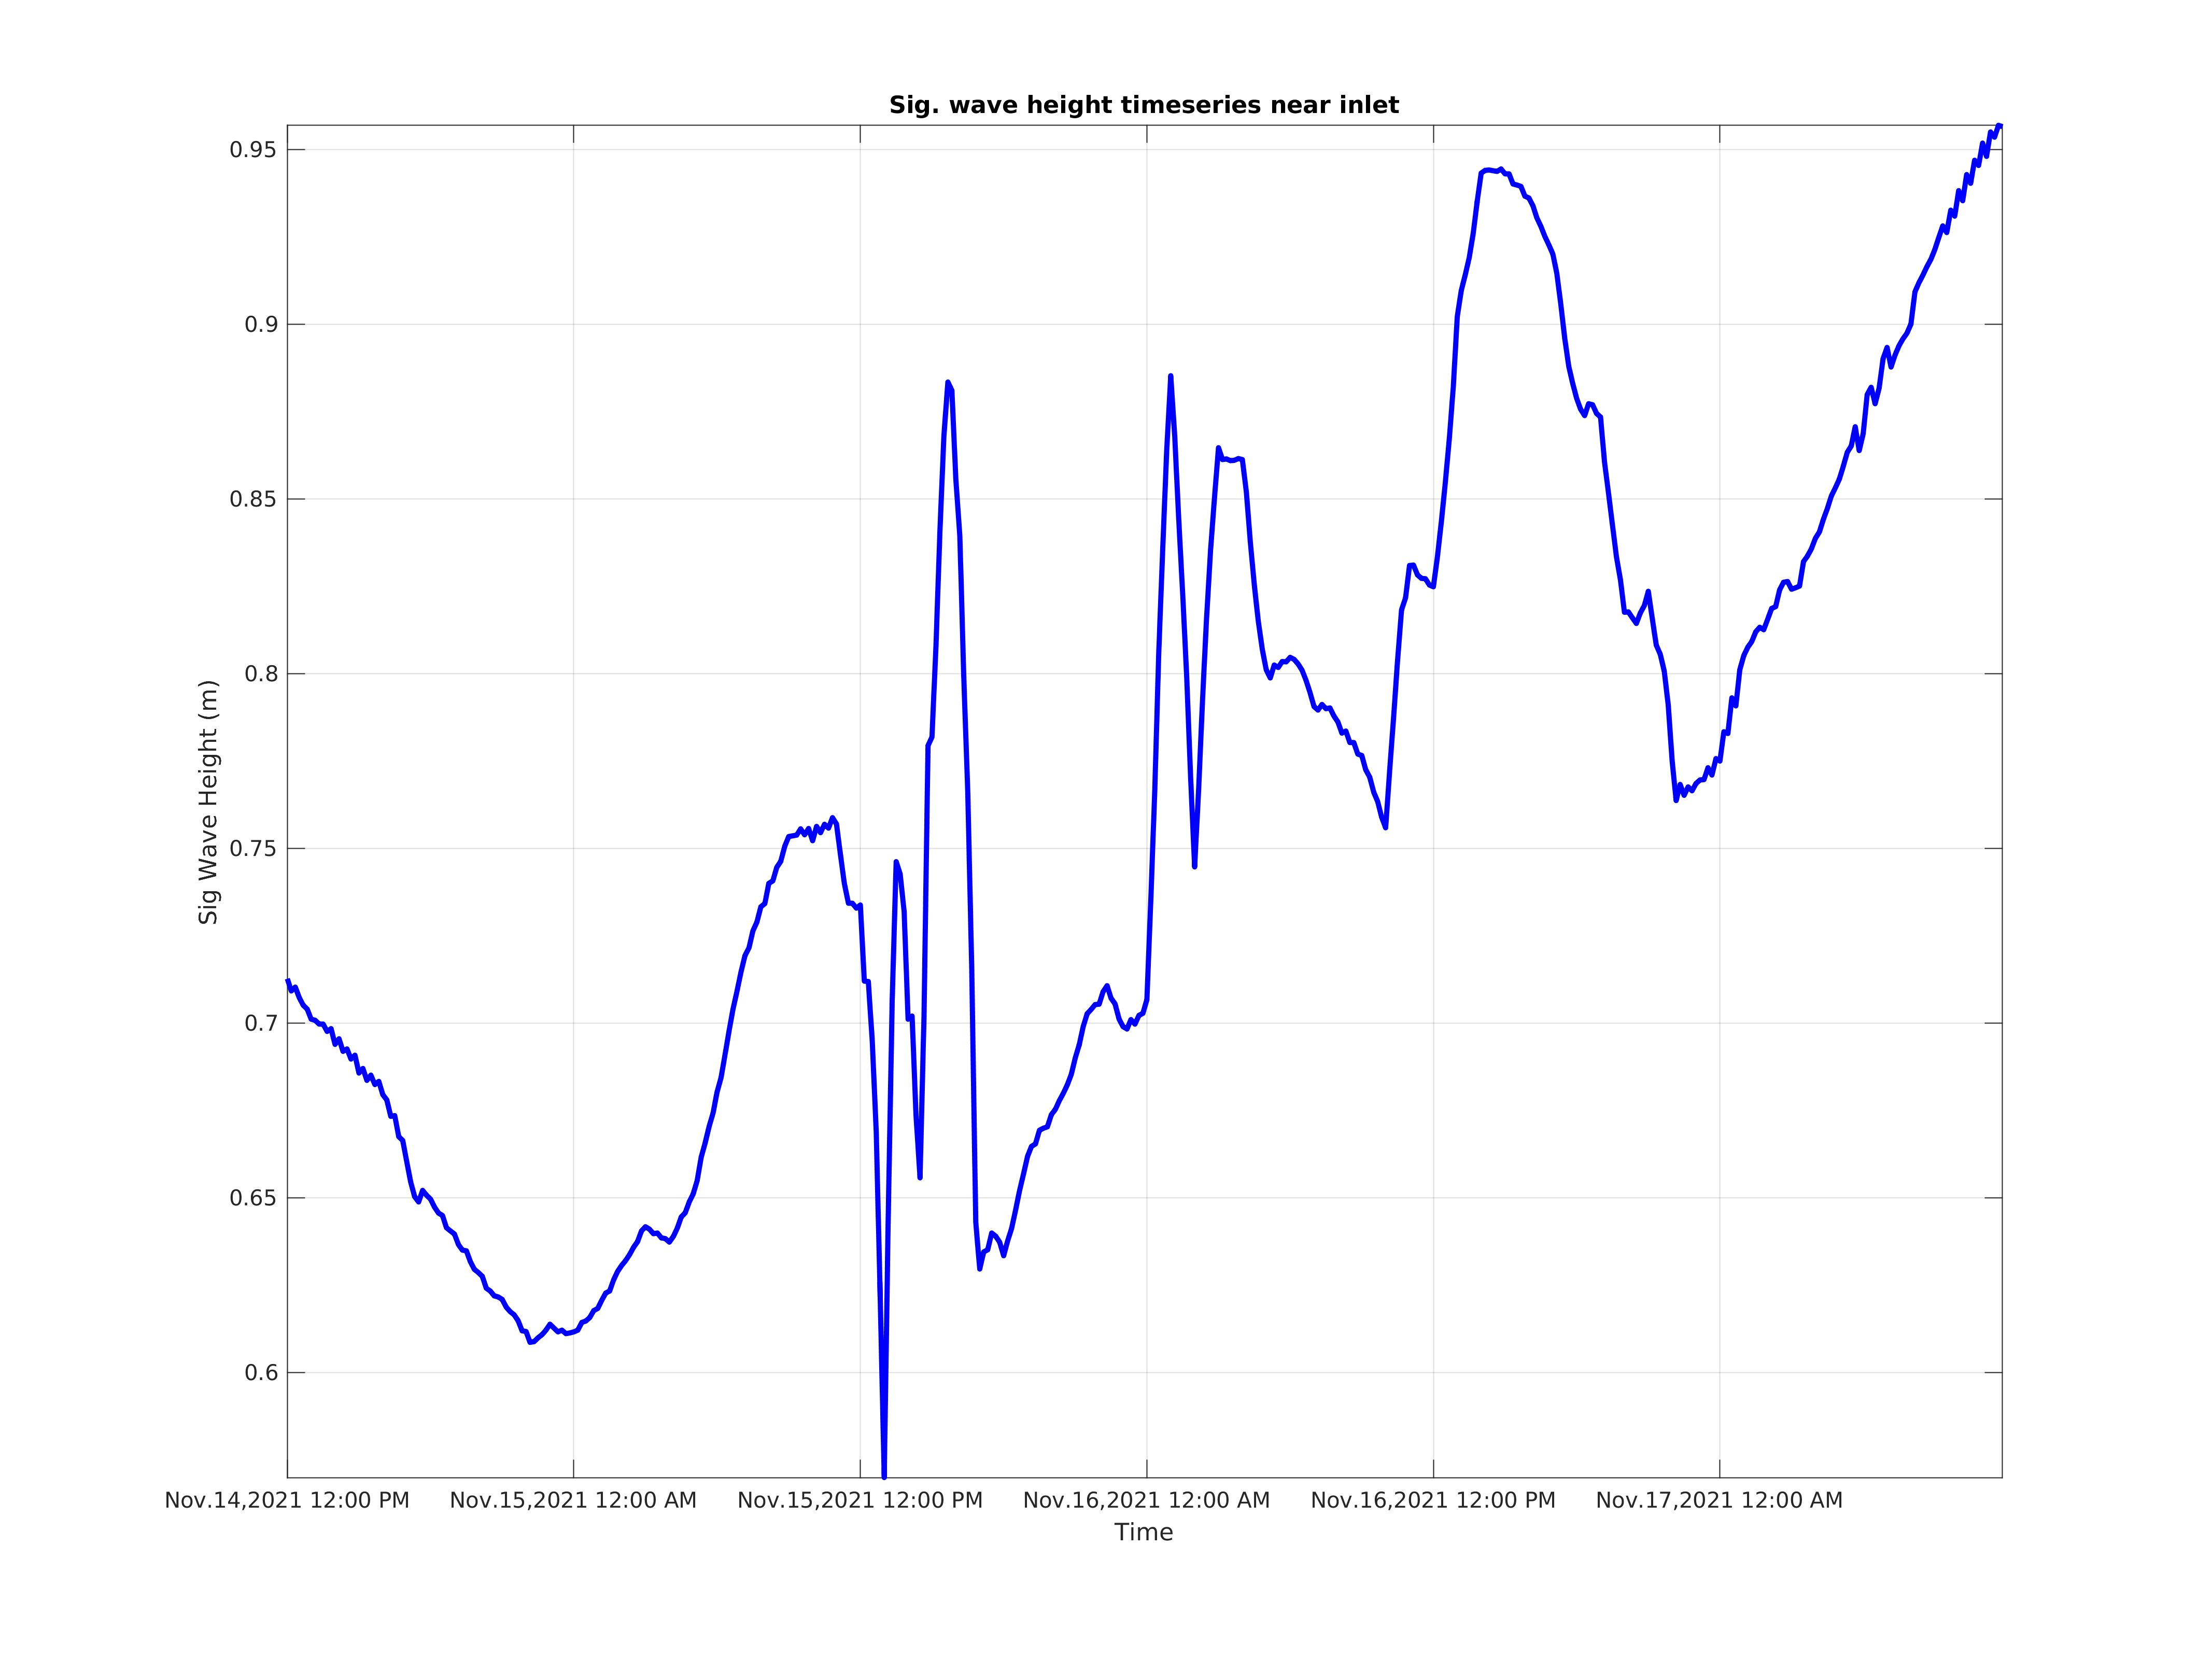 Sig. wave height timeseries near inlet
0.95
0.9
0.85
0.8
0.75
0.7
0.65
0.6
Sig Wave Height (m)
Nov.14,2021 12:00 PM Nov.15,2021 12:00 AM Nov.15,2021 12:00 PM Nov.16,2021 12:00 AM Nov.16,2021 12:00 PM Nov.17,2021 12:00 AM
Time